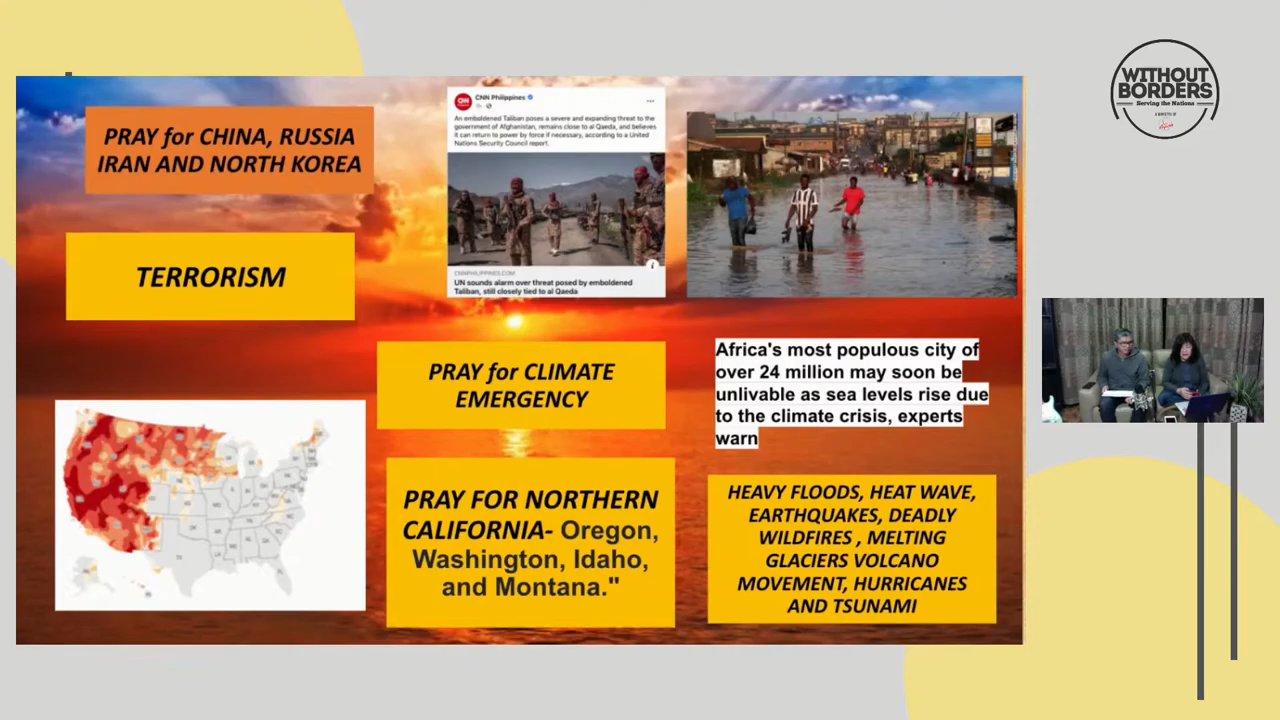 WITHOUT
BORDERS
Serving the Nations
PRAY for CHINA, RUSSIA
IRAN AND NORTH KOREA
TERRORISM
CNN
CNN Philippines
An emboldened Taliban poses a severe and expanding threat to the
government of Afghanistan, remains close to al Qaeda, and believes
it can return to power by force if necessary, according to a United
Nations Security Council report.
CNNPHILIPPINES.COM
UN sounds alarm over threat posed by emboldened
Taliban, still closely tied to al Qaeda
PRAY for CLIMATE
EMERGENCY
Africa's most populous city of
over 24 million may soon be
unlivable as sea levels rise due
to the climate crisis, experts
warn
PRAY FOR NORTHERN
CALIFORNIA- Oregon,
Washington, Idaho,
and Montana."
HEAVY FLOODS, HEAT WAVE,
EARTHQUAKES, DEADLY
WILDFIRES , MELTING
GLACIERS VOLCANO
MOVEMENT, HURRICANES
AND TSUNAMI